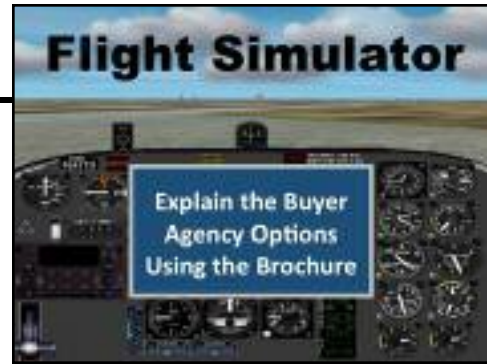 Flight Simulator
Explain the Buyer
Agency Options
Using the Brochure